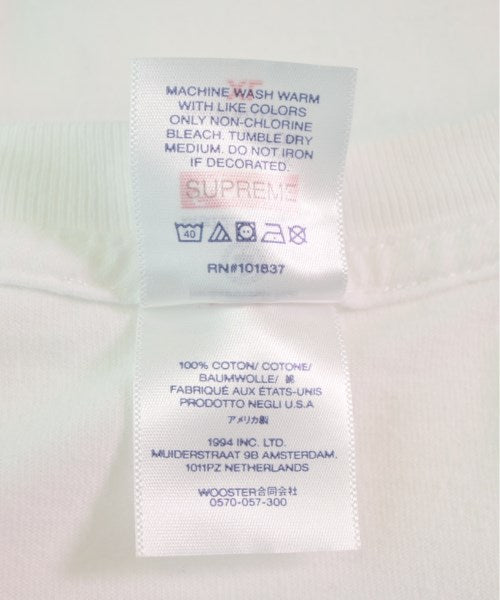 MACHINE WASH WARM
WITH LIKE COLORS
ONLY NON-CHLORINE
BLEACH. TUMBLE DRY
MEDIUM. DO NOT IRON
IF DECORATED.
SUPREME
40
RN#101837
100% COTON/ COTONE/
BAUMWOLLE/ 綿
FABRIQUÉ AUX ÉTATS-UNIS
PRODOTTO NEGLI U.S.A
アメリカ製
1994 INC. LTD.
MUIDERSTRAAT 9B AMSTERDAM.
1011PZ NETHERLANDS
WOOSTER合同会社
0570-057-300